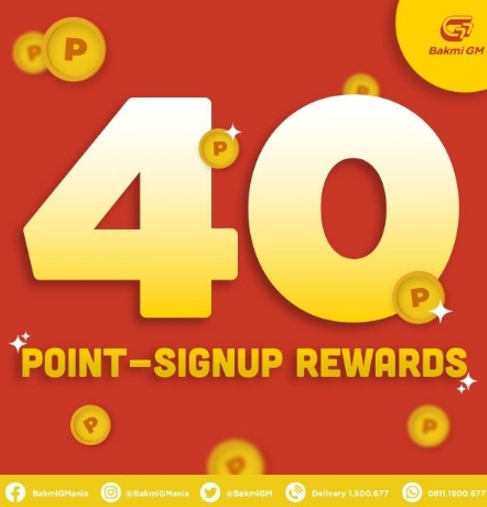 Bakmi GM
P
P
P
P
40
P
POINT-SIGNUP REWARDS
P
P
P
BakmiGMania
@BakmiGMania
@BakmiGM
Delivery 1.500.677
0811.1500.677